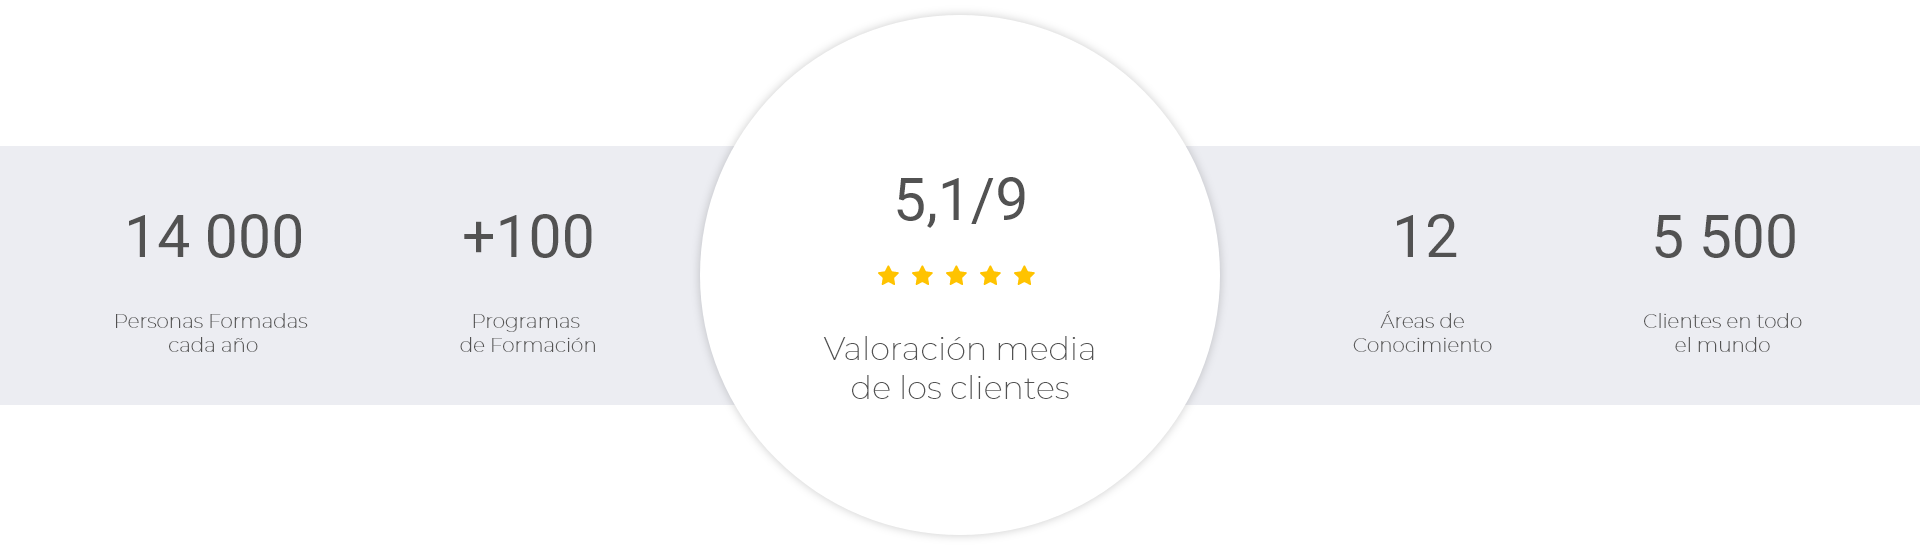 14 000
Personas Formadas
cada año
+100
Programas
de Formación
5,1/9
Valoración media
de los clientes
12
Áreas de
Conocimiento
5 500
Clientes en todo
el mundo